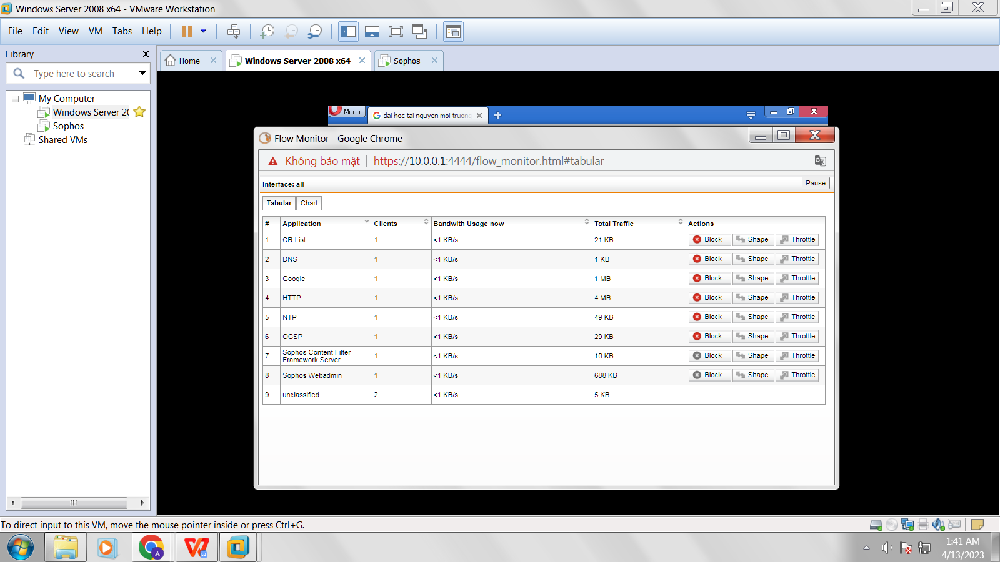 Windows Server 2008 x64 - VMware Workstation
File Edit View VM Tabs Help
Library
Type here to search
My Computer
Windows Server 20
Sophos
Shared VMs
Home
Windows Server 2008 x64
Sophos
Menu
dai hoc tai nguyen moi truong
Flow Monitor - Google Chrome
Không bảo mật | https://10.0.0.1:4444/flow_monitor.html#tabular
Interface: all
Pause
Tabular Chart
# Application Clients Bandwith Usage now Total Traffic Actions
1 CR List 1 <1 KB/s 21 KB Block Shape Throttle
2 DNS 1 <1 KB/s 1 KB Block Shape Throttle
3 Google 1 <1 KB/s 1 MB Block Shape Throttle
4 HTTP 1 <1 KB/s 4 MB Block Shape Throttle
5 NTP 1 <1 KB/s 49 KB Block Shape Throttle
6 OCSP 1 <1 KB/s 29 KB Block Shape Throttle
7 Sophos Content Filter Framework Server 1 <1 KB/s 10 KB Block Shape Throttle
8 Sophos Webadmin 1 <1 KB/s 688 KB Block Shape Throttle
9 unclassified 2 <1 KB/s 5 KB
To direct input to this VM, move the mouse pointer inside or press Ctrl+G.
1:41 AM
4/13/2023